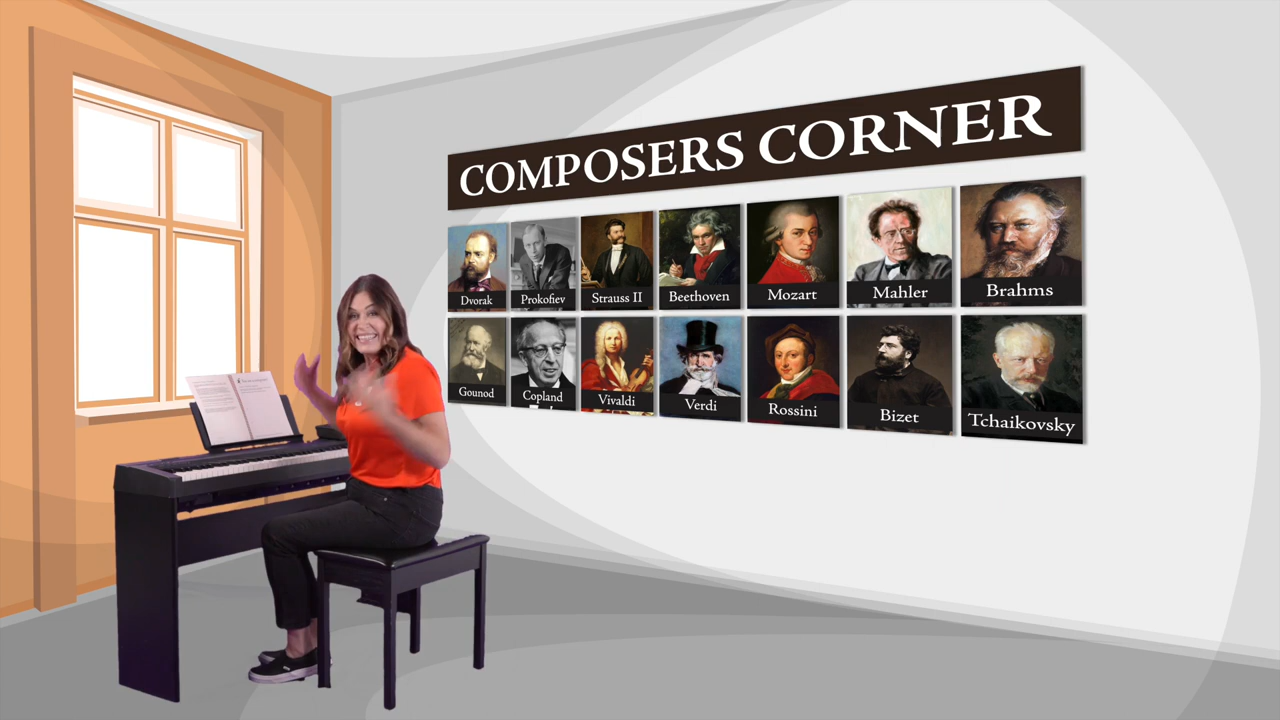 COMPOSERS CORNER
Dvorak Prokofiev Strauss II Beethoven Mozart Mahler Brahms
Gounod Copland Vivaldi Verdi Rossini Bizet Tchaikovsky